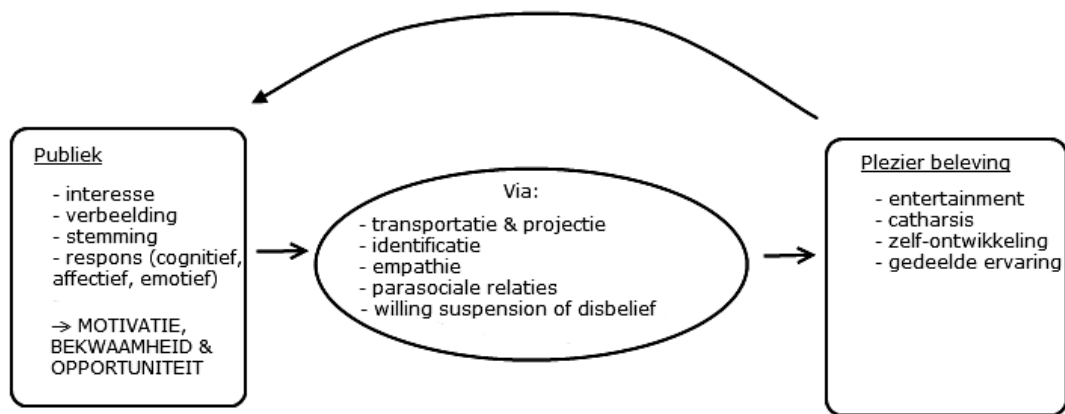 Publiek
- interesse
- verbeelding
- stemming
- respons (cognitief,
affectief, emotief)
→ MOTIVATIE,
BEKWAAMHEID &
OPPORTUNITEIT
Via:
- transportatie & projectie
- identificatie
- empathie
- parasociale relaties
- willing suspension of disbelief
Plezier beleving
- entertainment
- catharsis
- zelf-ontwikkeling
- gedeelde ervaring